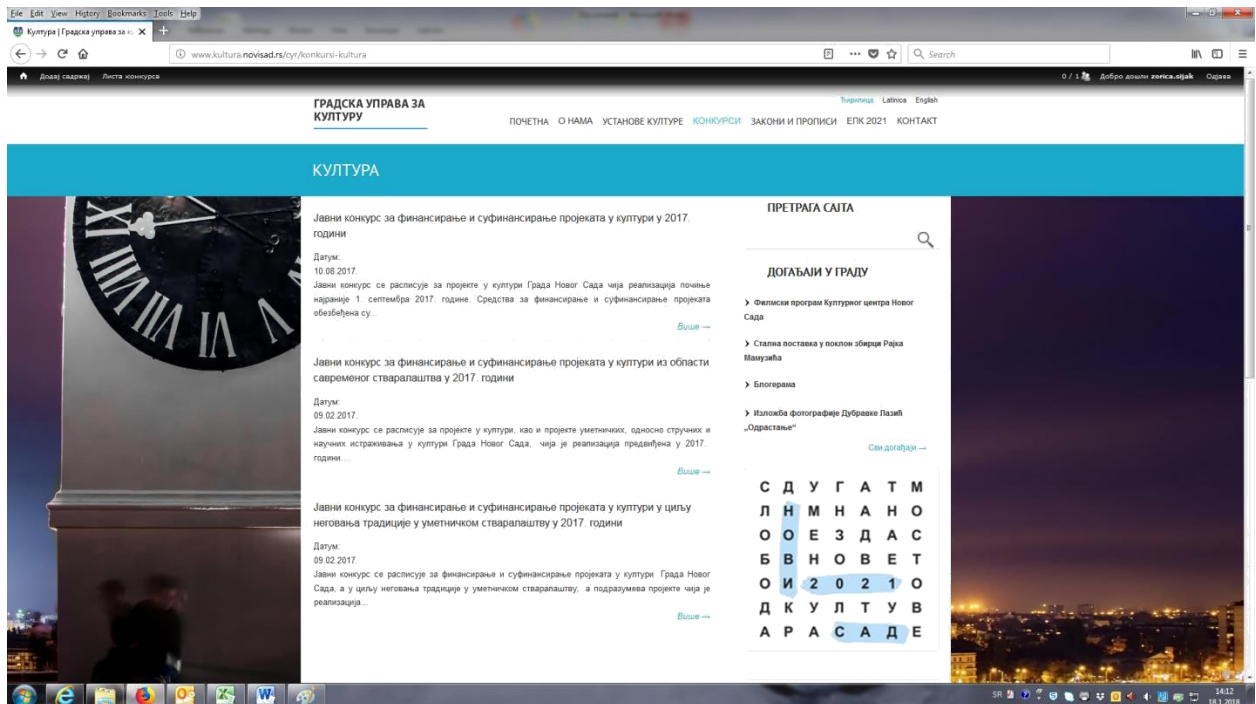 File Edit View History Bookmarks Tools Help
Култура | Градска управа за к
www.kultura.novisad.rs/cyr/konkursi-kultura
Search
Додај садржај Листа конкурса
0 / 1 Добро дошли zorica.sijak Одјава
Ћирилица Latinica English
ГРАДСКА УПРАВА ЗА
КУЛТУРУ
ПОЧЕТНА О НАМА УСТАНОВЕ КУЛТУРЕ КОНКУРСИ ЗАКОНИ И ПРОПИСИ ЕПК 2021 КОНТАКТ
КУЛТУРА
Јавни конкурс за финансирање и суфинансирање пројеката у култури у 2017.
години
Датум:
10.08.2017.
Јавни конкурс се расписује за пројекте у култури Града Новог Сада чија реализација почиње
најраније 1. септембра 2017. године. Средства за финансирање и суфинансирање пројеката
обезбеђена су...
Више →
Јавни конкурс за финансирање и суфинансирање пројеката у култури из области
савременог стваралаштва у 2017. години
Датум:
09.02.2017.
Јавни конкурс се расписује за пројекте у култури, као и пројекте уметничких, односно стручних и
научних истраживања у култури Града Новог Сада, чија је реализација предвиђена у 2017.
години....
Више →
Јавни конкурс за финансирање и суфинансирање пројеката у култури у циљу
неговања традиције у уметничком стваралаштву у 2017. години
Датум:
09.02.2017.
Јавни конкурс се расписује за финансирање и суфинансирање пројеката у култури Града Новог
Сада, а у циљу неговања традиције у уметничком стваралаштву, а подразумева пројекте чија је
реализација...
Више →
ПРЕТРАГА САЈТА
ДОГАЂАЈИ У ГРАДУ
Филмски програм Културног центра Новог
Сада
Стална поставка у поклон збирци Рајка
Мамузића
Блогерама
Изложба фотографије Дубравке Лазић
„Одрастање“
Сви догађаји →
С Д У Г А Т М
Л Н М Н А Н О
О О Е З Д А С
Б В Н О В Е Т
О И 2 0 2 1 О
Д К У Л Т У В
А Р А С А Д Е
SR
14:12
18.1.2018